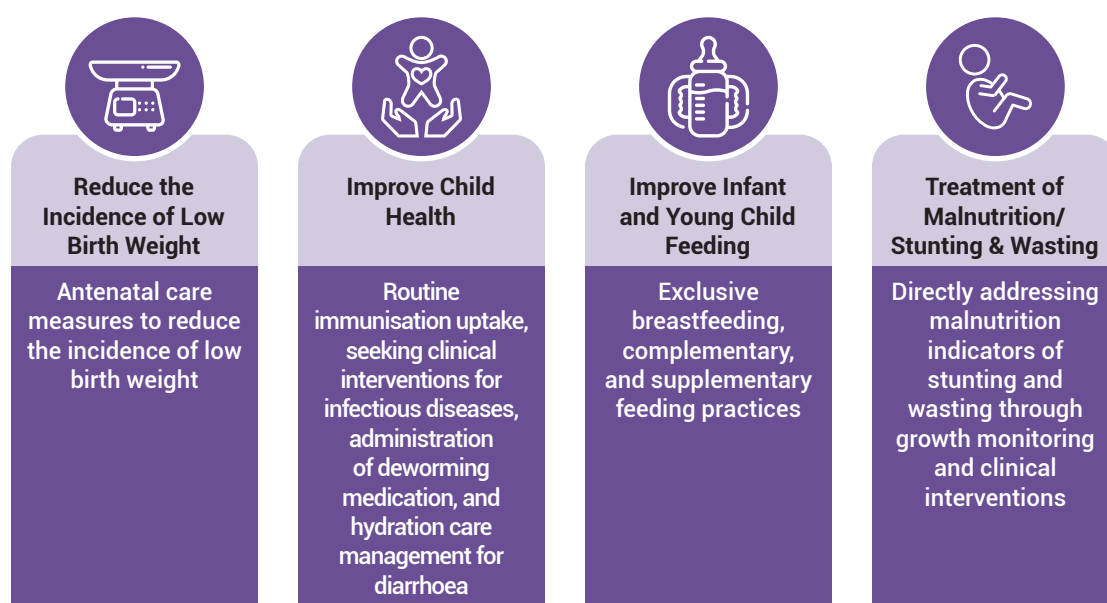 Reduce the
Incidence of Low
Birth Weight
Antenatal care
measures to reduce
the incidence of low
birth weight
Improve Child
Health
Routine
immunisation uptake,
seeking clinical
interventions for
infectious diseases,
administration
of deworming
medication, and
hydration care
management for
diarrhoea
Improve Infant
and Young Child
Feeding
Exclusive
breastfeeding,
complementary,
and supplementary
feeding practices
Treatment of
Malnutrition/
Stunting & Wasting
Directly addressing
malnutrition
indicators of
stunting and
wasting through
growth monitoring
and clinical
interventions